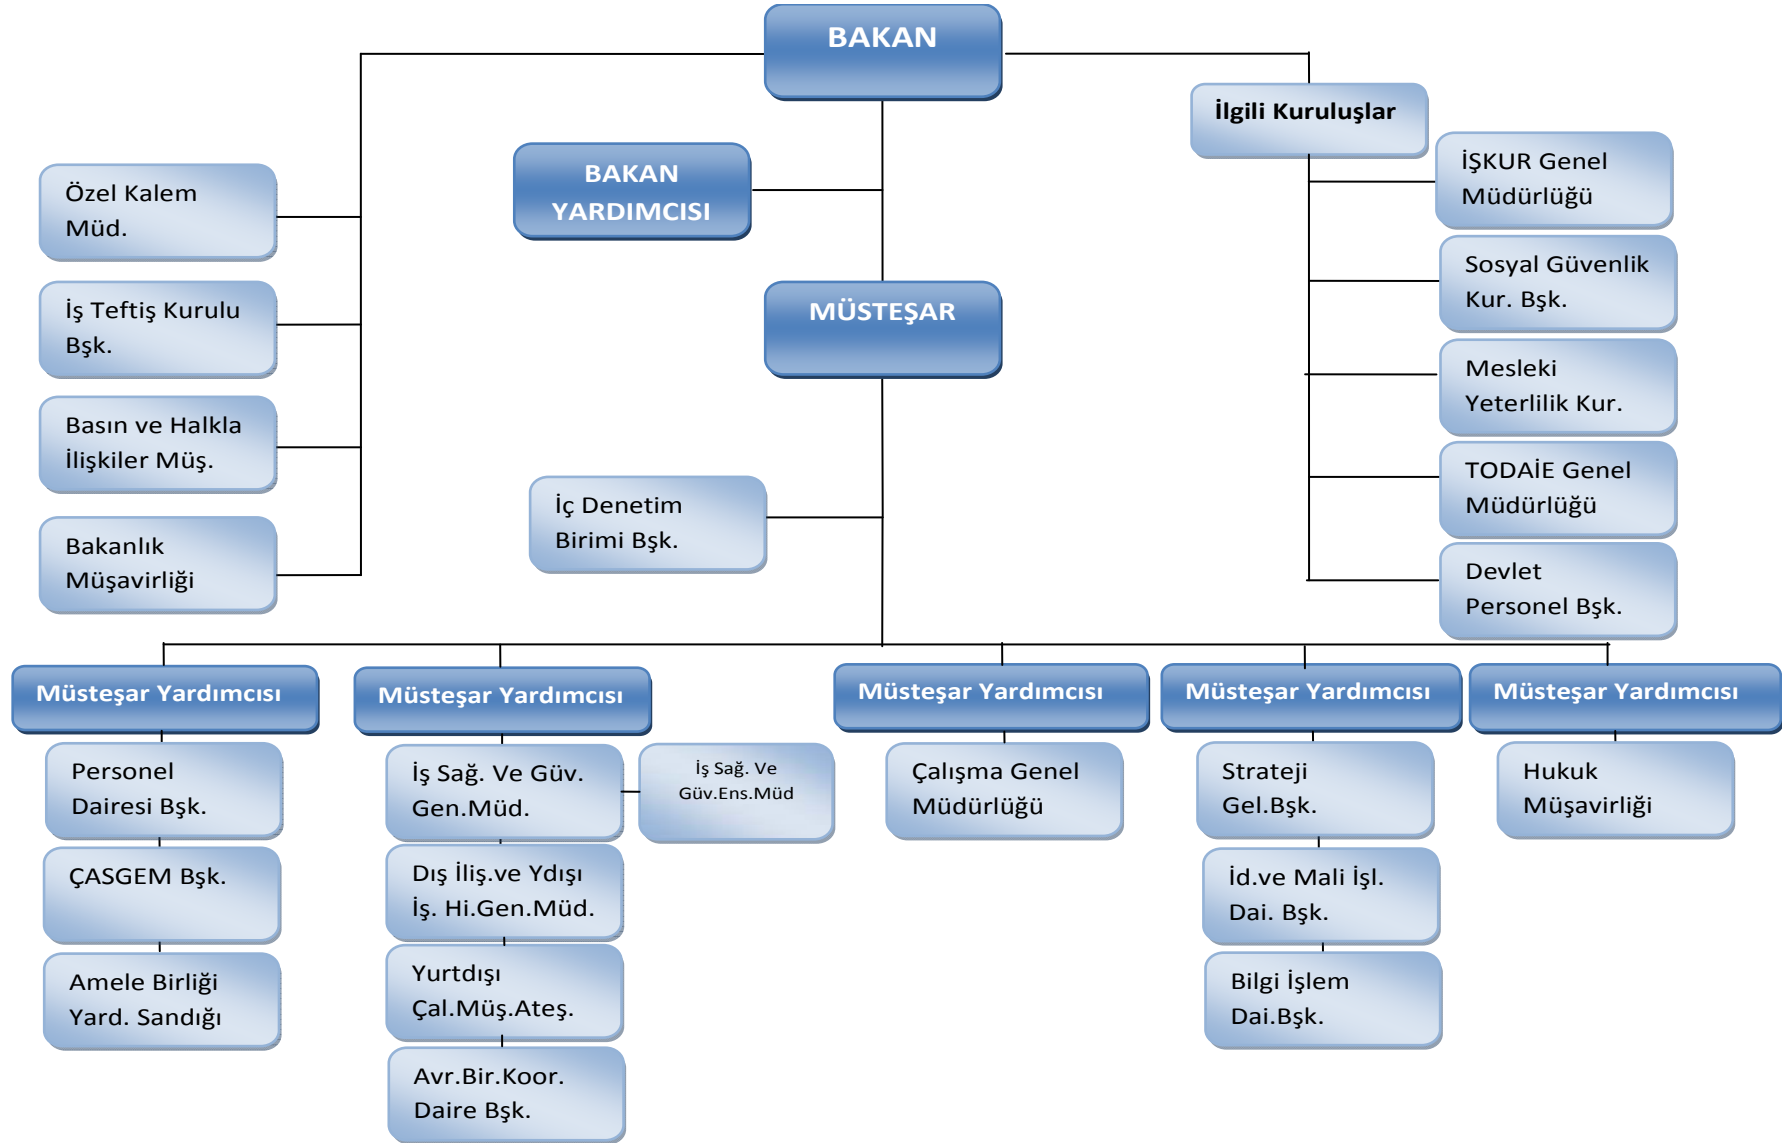 BAKAN
İlgili Kuruluşlar
BAKAN
YARDIMCISI
MÜSTEŞAR
Özel Kalem
Müd.
İş Teftiş Kurulu
Bşk.
Basın ve Halkla
İlişkiler Müş.
Bakanlık
Müşavirliği
İç Denetim
Birimi Bşk.
İŞKUR Genel
Müdürlüğü
Sosyal Güvenlik
Kur. Bşk.
Mesleki
Yeterlilik Kur.
TODAİE Genel
Müdürlüğü
Devlet
Personel Bşk.
Müsteşar Yardımcısı
Personel
Dairesi Bşk.
ÇASGEM Bşk.
Amele Birliği
Yard. Sandığı
Müsteşar Yardımcısı
İş Sağ. Ve Güv.
Gen.Müd.
İş Sağ. Ve
Güv.Ens.Müd
Dış İliş.ve Ydışı
İş. Hi.Gen.Müd.
Yurtdışı
Çal.Müş.Ateş.
Avr.Bir.Koor.
Daire Bşk.
Müsteşar Yardımcısı
Çalışma Genel
Müdürlüğü
Müsteşar Yardımcısı
Strateji
Gel.Bşk.
İd.ve Mali İşl.
Dai. Bşk.
Bilgi İşlem
Dai.Bşk.
Müsteşar Yardımcısı
Hukuk
Müşavirliği